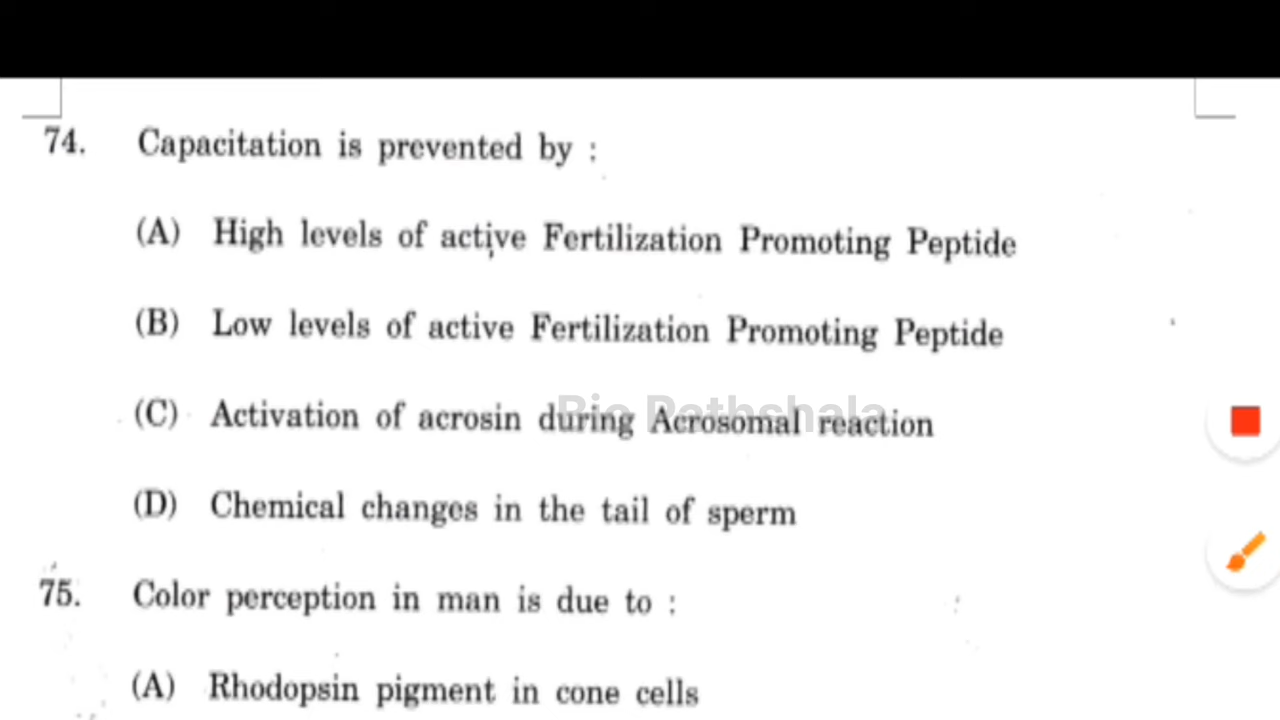 74. Capacitation is prevented by :
(A) High levels of active Fertilization Promoting Peptide
(B) Low levels of active Fertilization Promoting Peptide
Bio Pathshala
(C) Activation of acrosin during Acrosomal reaction
(D) Chemical changes in the tail of sperm
75. Color perception in man is due to :
(A) Rhodopsin pigment in cone cells